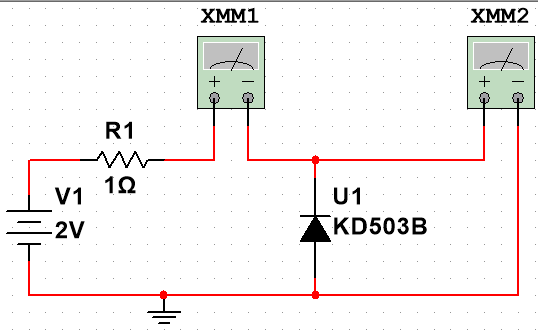 XMM1
XMM2
+ −
+ −
R1
1Ω
V1
2V
U1
KD503B